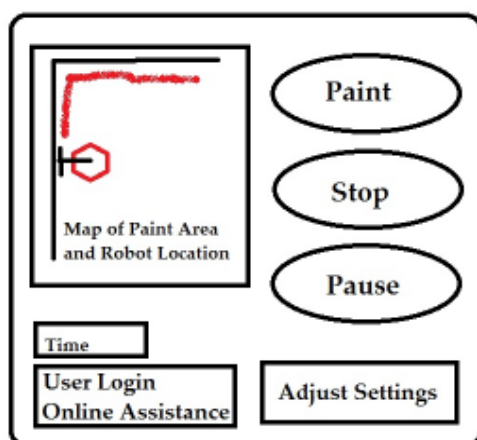 Paint
Stop
Map of Paint Area
and Robot Location
Pause
Time
User Login
Online Assistance
Adjust Settings